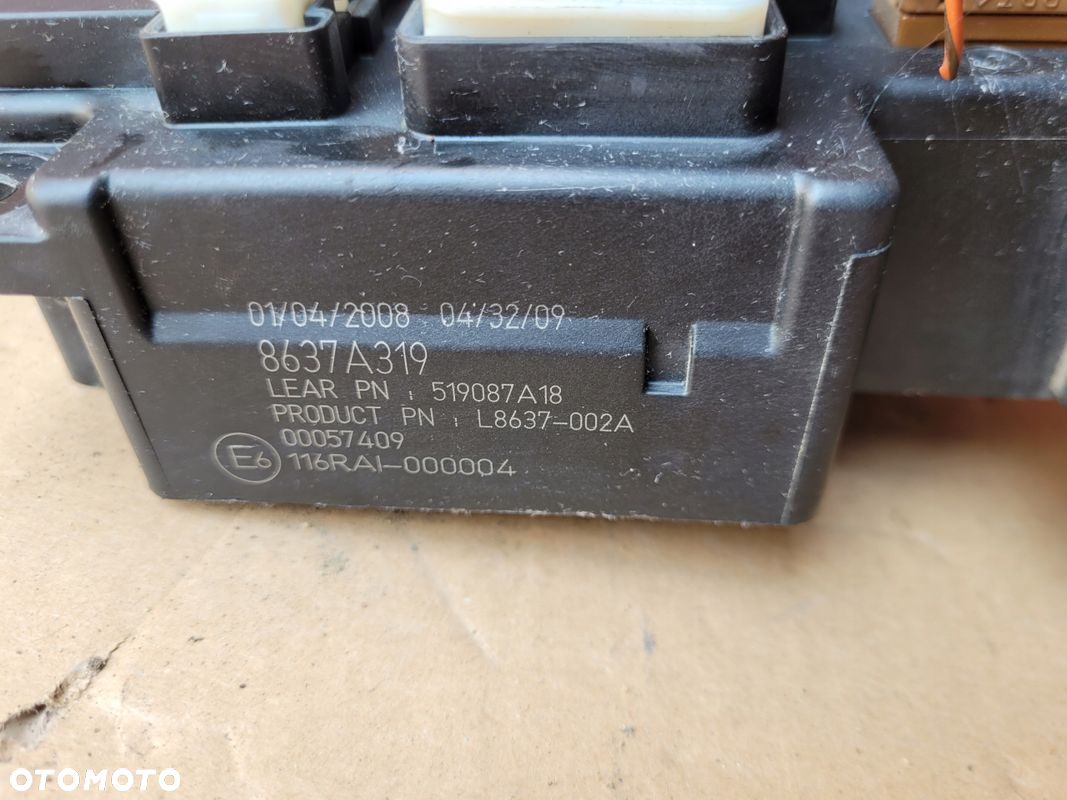 01/04/2008 04/32/09
8637A319
LEAR PN : 519087A18
PRODUCT PN : L8637-002A
00057409
E6 116RAI-000004
OTOMOTO